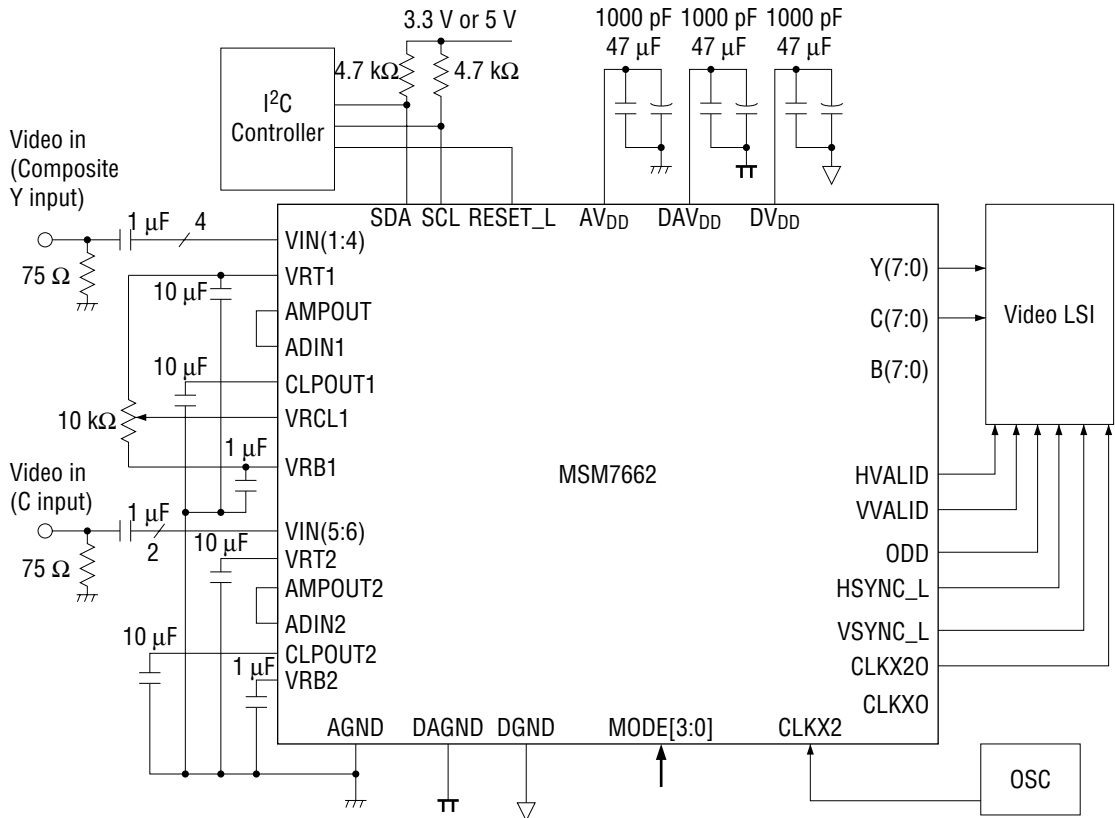 3.3 V or 5 V
1000 pF 1000 pF 1000 pF
47 µF 47 µF 47 µF
4.7 kΩ 4.7 kΩ
I²C
Controller
Video in
(Composite
Y input)
1 µF 4
75 Ω
SDA SCL RESET_L AVDD DAVDD DVDD
VIN(1:4)
VRT1
10 µF
AMPOUT
ADIN1
10 µF
CLPOUT1
10 kΩ
VRCL1
1 µF
VRB1
Video in
(C input)
1 µF
2
75 Ω
VIN(5:6)
10 µF
VRT2
AMPOUT2
ADIN2
10 µF
CLPOUT2
1 µF
VRB2
MSM7662
Y(7:0)
C(7:0)
B(7:0)
Video LSI
HVALID
VVALID
ODD
HSYNC_L
VSYNC_L
CLKX2O
CLKXO
AGND DAGND DGND MODE[3:0] CLKX2
OSC